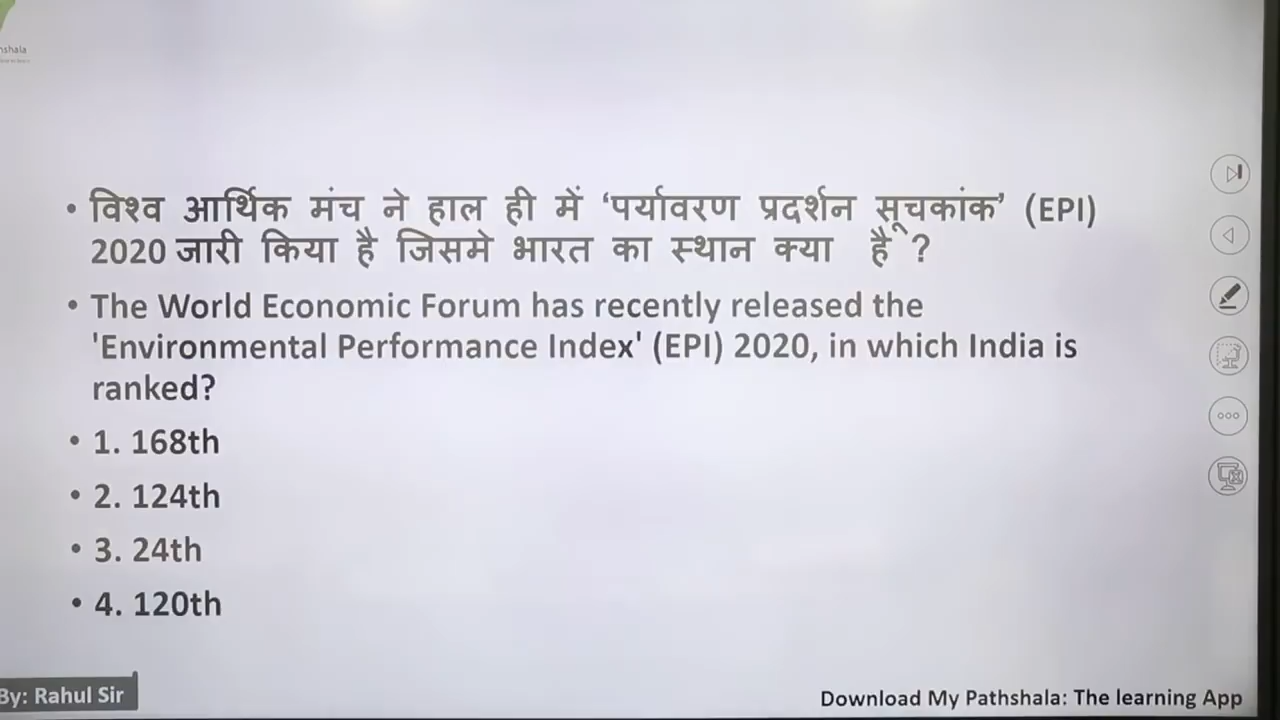 nshala
• विश्व आर्थिक मंच ने हाल ही में ‘पर्यावरण प्रदर्शन सूचकांक’ (EPI)
2020 जारी किया है जिसमे भारत का स्थान क्या है ?
• The World Economic Forum has recently released the
'Environmental Performance Index' (EPI) 2020, in which India is
ranked?
• 1. 168th
• 2. 124th
• 3. 24th
• 4. 120th
By: Rahul Sir
Download My Pathshala: The learning App